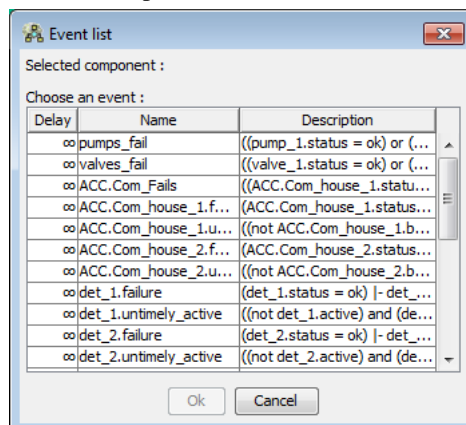 Event list
Selected component :
Choose an event :
Delay Name Description
∞ pumps_fail ((pump_1.status = ok) or (...
∞ valves_fail ((valve_1.status = ok) or (...
∞ ACC.Com_Fails ((ACC.Com_house_1.statu...
∞ ACC.Com_house_1.f... (ACC.Com_house_1.status...
∞ ACC.Com_house_1.u... ((not ACC.Com_house_1.b...
∞ ACC.Com_house_2.f... (ACC.Com_house_2.status...
∞ ACC.Com_house_2.u... ((not ACC.Com_house_2.b...
∞ det_1.failure (det_1.status = ok) |- det_...
∞ det_1.untimely_active ((not det_1.active) and (de...
∞ det_2.failure (det_2.status = ok) |- det_...
∞ det_2.untimely_active ((not det_2.active) and (de...
Ok Cancel